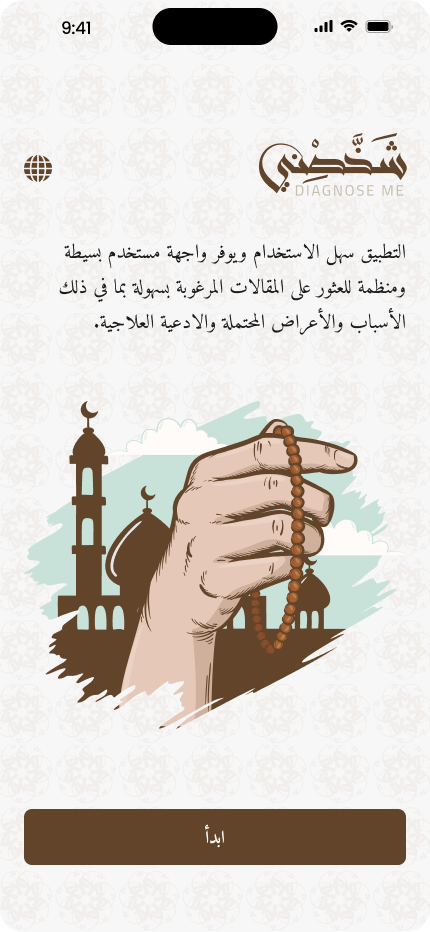 9:41
شَخِّصْني
DIAGNOSE ME
التطبيق سهل الاستخدام ويوفر واجهة مستخدم بسيطة
ومنظمة للعثور على المقالات المرغوبة بسهولة بما في ذلك
الأسباب والأعراض المحتملة والادعية العلاجية.
ابدأ